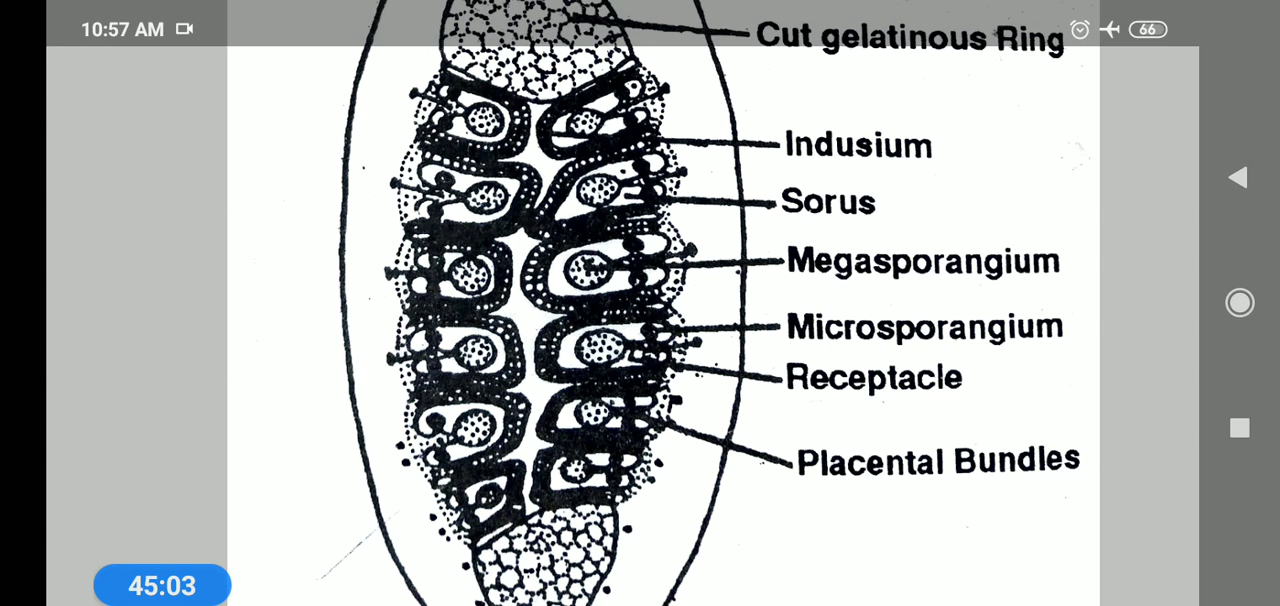 10:57 AM
66
Cut gelatinous Ring
Indusium
Sorus
Megasporangium
Microsporangium
Receptacle
Placental Bundles
45:03